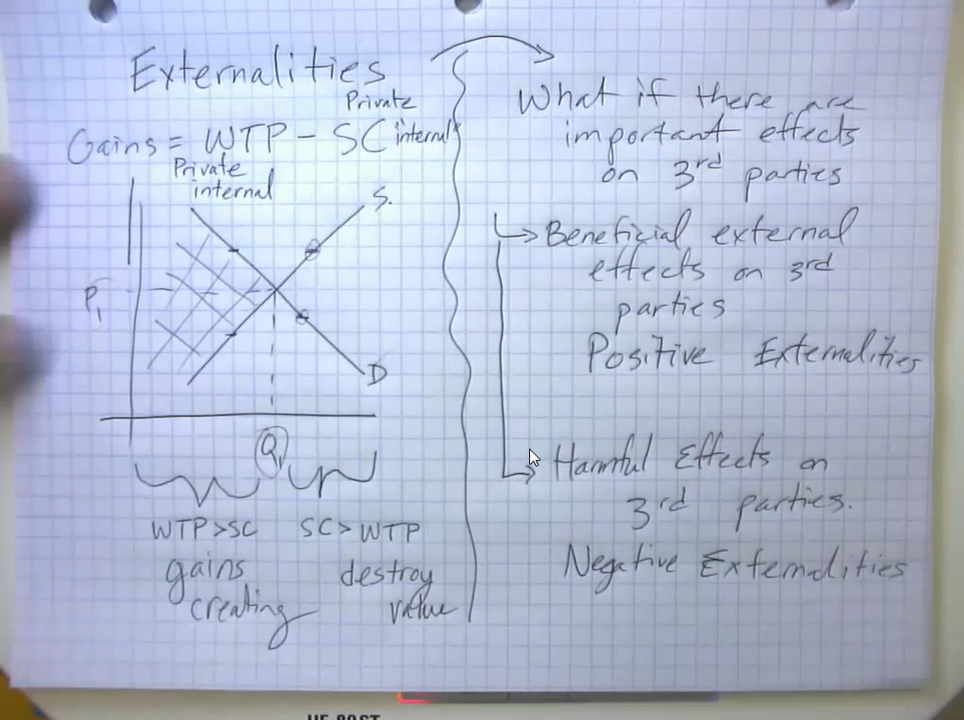 Externalities
Private
Gains = WTP - SC internal
Private
internal
S.
P1
D
Q1
WTP>SC
gains
creating
SC>WTP
destroy
value
What if there are
important effects
on 3rd parties
Beneficial external
effects on 3rd
parties
Positive Externalities
Harmful Effects on
3rd parties.
Negative Externalities